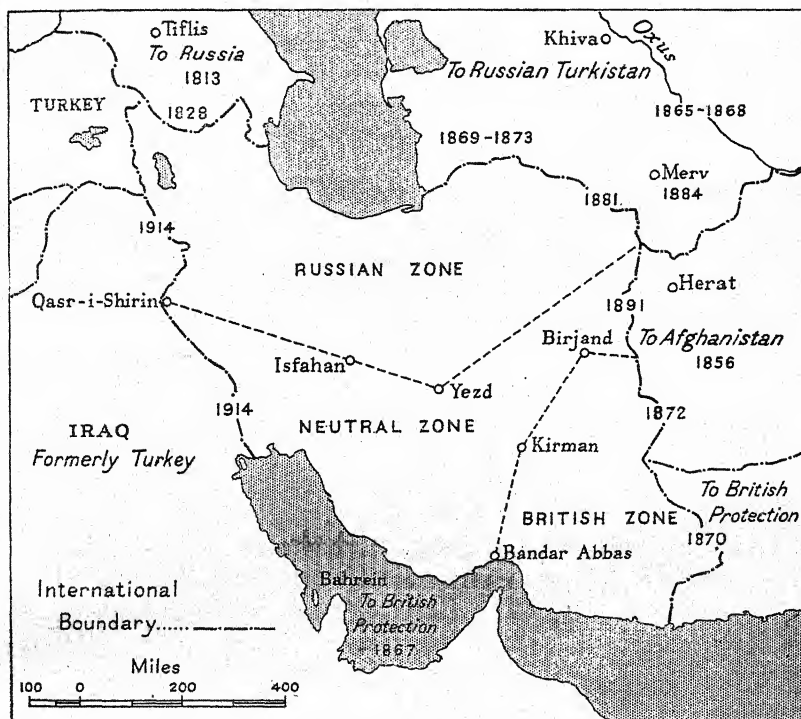 Tiflis
To Russia
1813
1828
TURKEY
Khiva
Oxus
To Russian Turkistan
1865-1868
1869-1873
Merv
1884
1881
1914
RUSSIAN ZONE
Qasr-i-Shirin
Herat
1891
Birjand
To Afghanistan
1856
Isfahan
Yezd
1872
1914
NEUTRAL ZONE
IRAQ
Formerly Turkey
Kirman
To British
Protection
BRITISH ZONE
1870
Bandar Abbas
Bahrein
To British
Protection
1867
International
Boundary.....
Miles
100 0 200 400